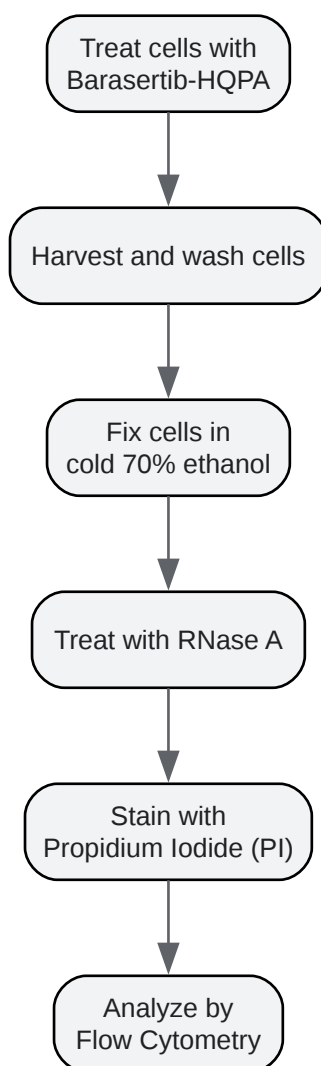 Treat cells with
Barasertib-HQPA
Harvest and wash cells
Fix cells in
cold 70% ethanol
Treat with RNase A
Stain with
Propidium Iodide (PI)
Analyze by
Flow Cytometry